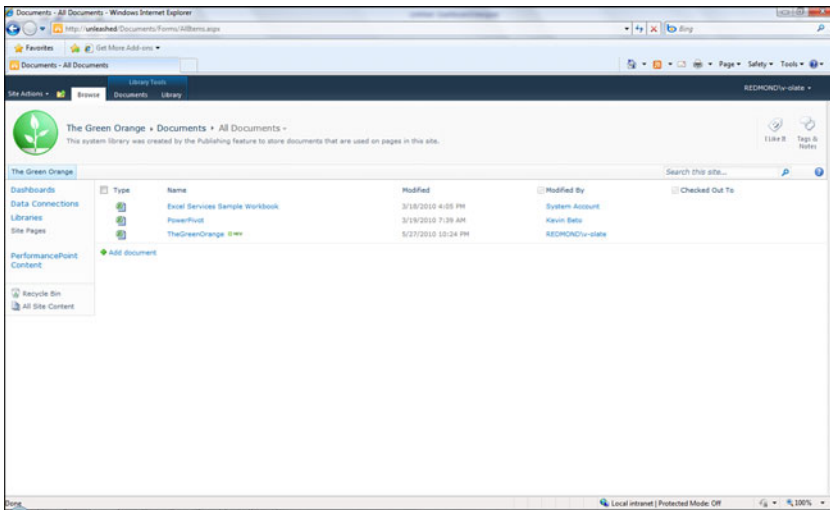 Documents - All Documents - Windows Internet Explorer
http://unleashed/Documents/Forms/AllItems.aspx
Bing
Favorites Get More Add-ons
Documents - All Documents
Page Safety Tools
Library Tools
Site Actions Browse Documents Library
REDMOND\v-olate
The Green Orange Documents All Documents
This system library was created by the Publishing feature to store documents that are used on pages in this site.
I Like It Tags & Notes
The Green Orange
Search this site...
Dashboards
Data Connections
Libraries
Site Pages
PerformancePoint Content
Recycle Bin
All Site Content
Type Name Modified Modified By Checked Out To
Excel Services Sample Workbook 3/18/2010 4:05 PM System Account
PowerPivot 3/19/2010 7:39 AM Kevin Beto
TheGreenOrange NEW 5/27/2010 10:24 PM REDMOND\v-olate
Add document
Done
Local intranet | Protected Mode: Off
100%